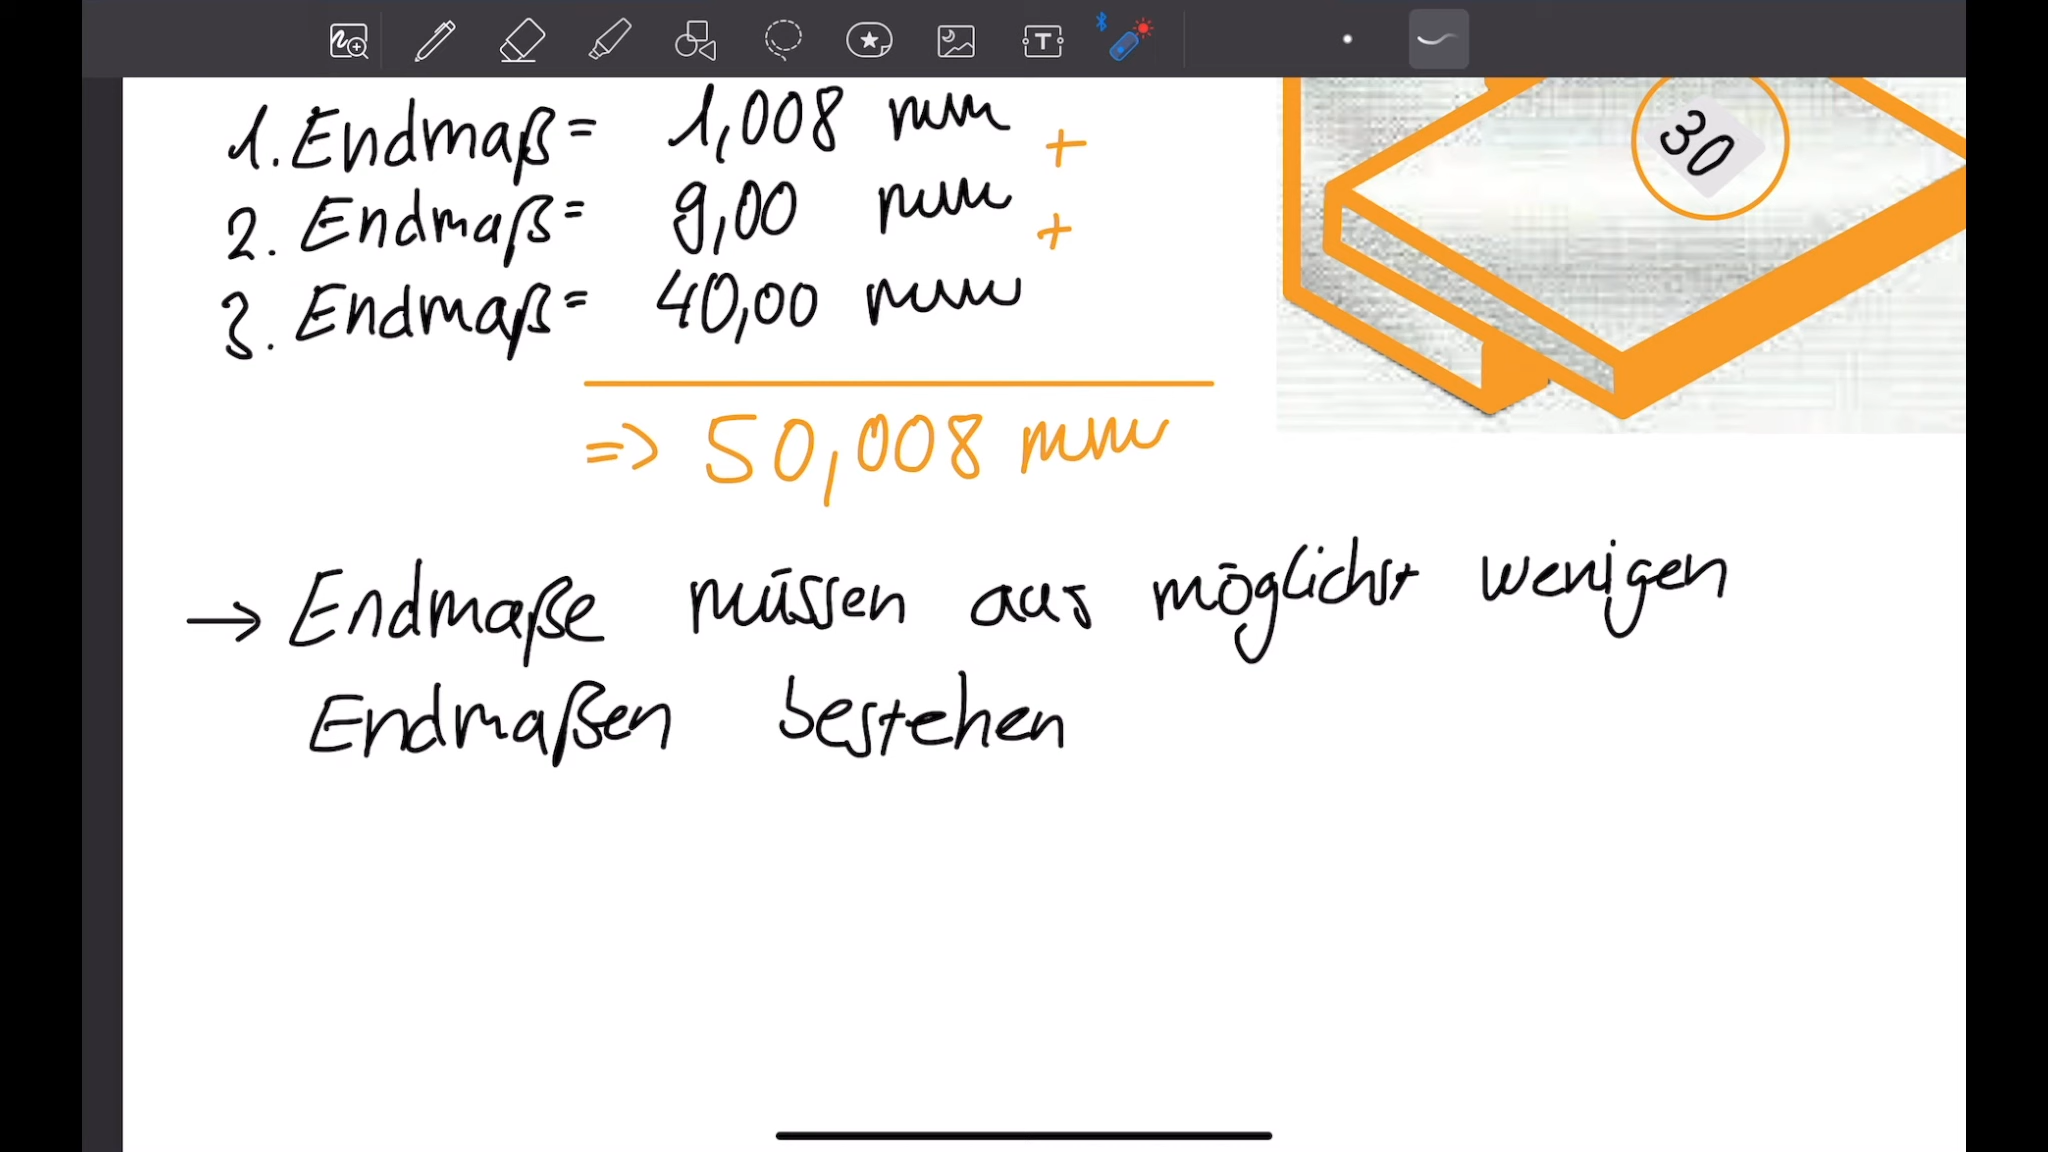 1. Endmaß= 1,008 mm +
2. Endmaß= 9,00 mm +
3. Endmaß= 40,00 mm
=> 50,008 mm
→ Endmaße müssen aus möglichst wenigen
Endmaßen bestehen
30
T